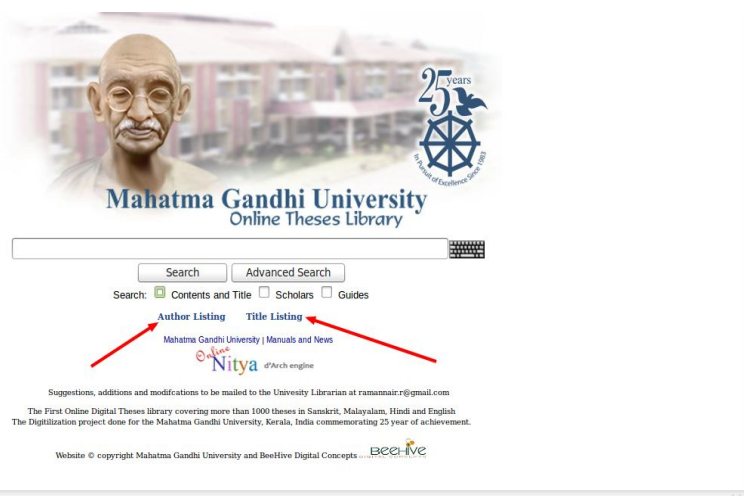 25 years
In Pursuit of Excellence Since 1983
Mahatma Gandhi University
Online Theses Library
Search Advanced Search
Search: Contents and Title Scholars Guides
Author Listing Title Listing
Mahatma Gandhi University | Manuals and News
Online
Nitya d'Arch engine
Suggestions, additions and modifcations to be mailed to the Univesity Librarian at ramannair.r@gmail.com
The First Online Digital Theses library covering more than 1000 theses in Sanskrit, Malayalam, Hindi and English
The Digitilization project done for the Mahatma Gandhi University, Kerala, India commemorating 25 year of achievement.
Website © copyright Mahatma Gandhi University and BeeHive Digital Concepts BEEHIVE
DIGITAL CONCEPTS